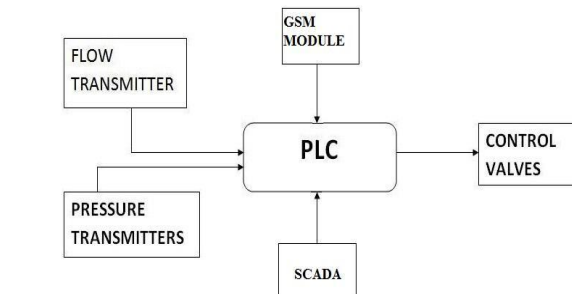 GSM
MODULE
FLOW
TRANSMITTER
PLC
CONTROL
VALVES
PRESSURE
TRANSMITTERS
SCADA